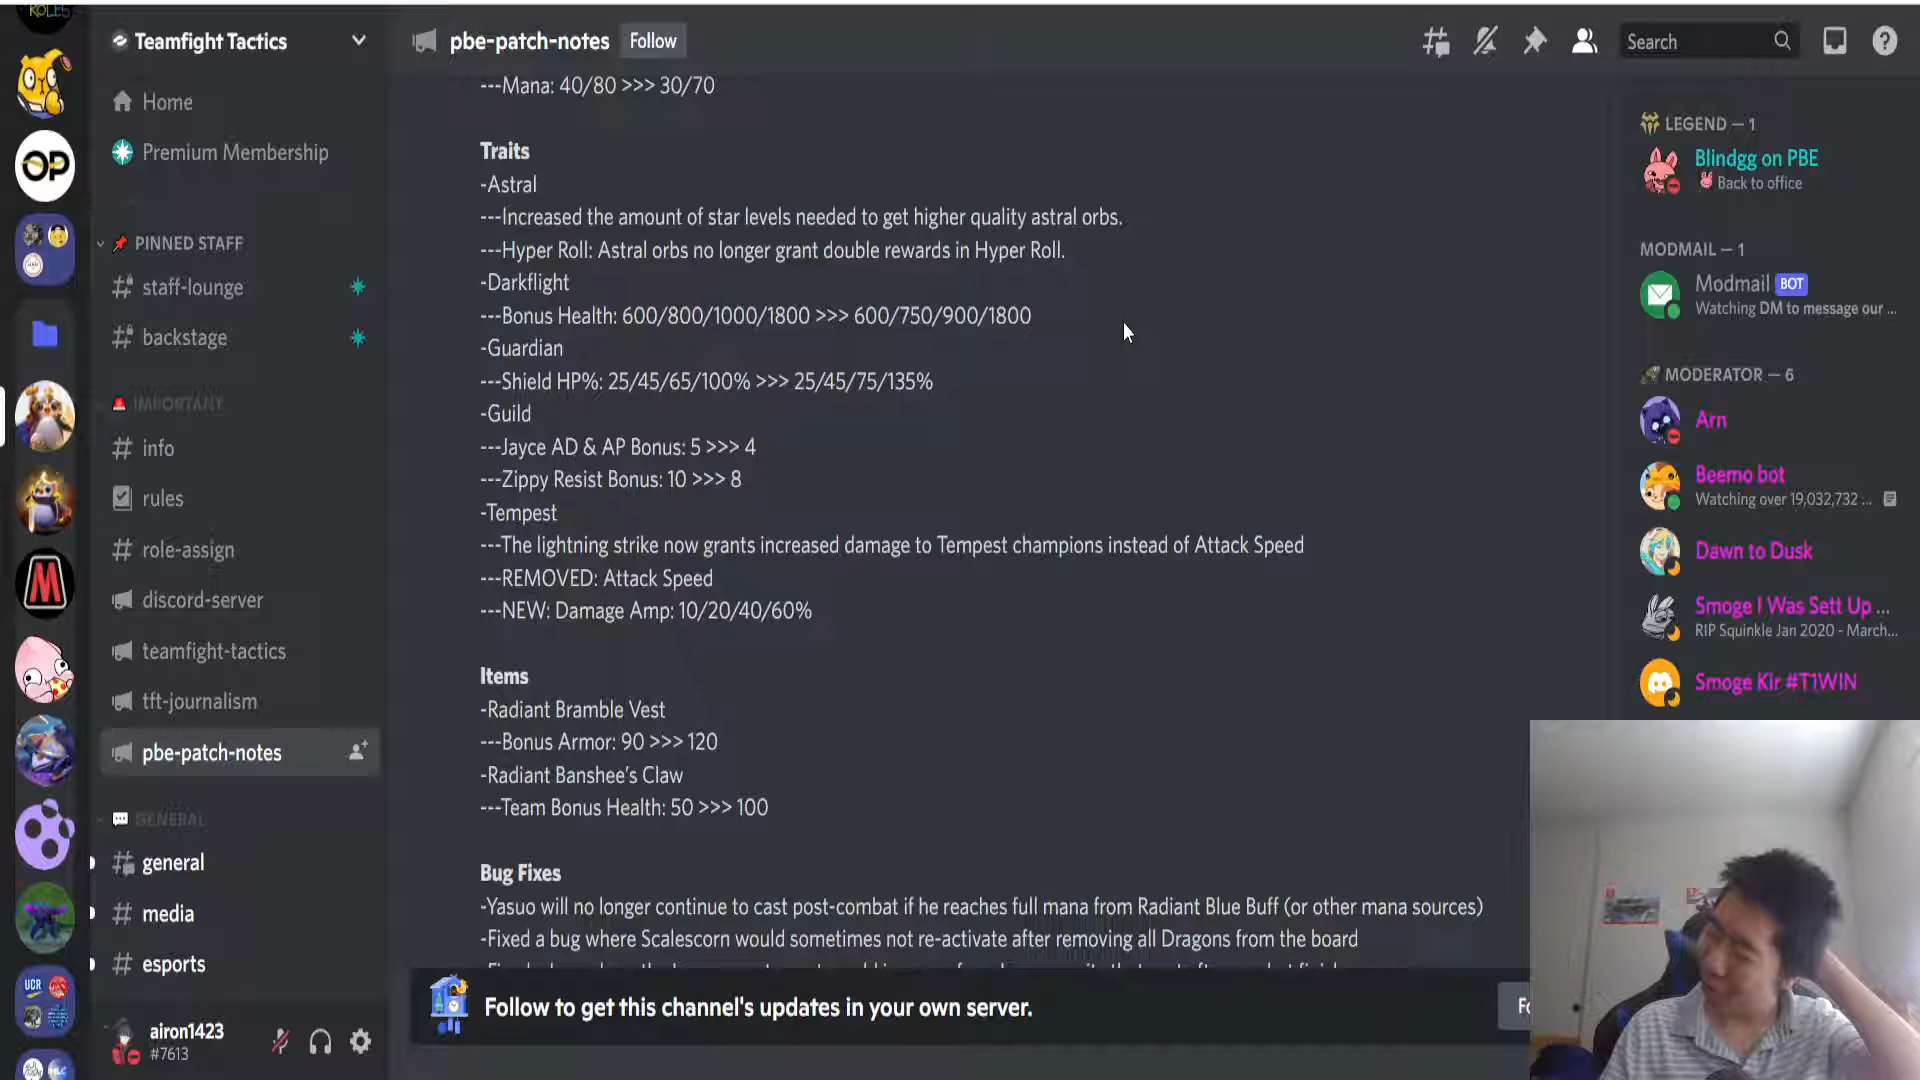 ROLES
Teamfight Tactics
Home
Premium Membership
PINNED STAFF
staff-lounge
backstage
IMPORTANT
info
rules
role-assign
discord-server
teamfight-tactics
tft-journalism
pbe-patch-notes
GENERAL
general
media
esports
airon1423
#7613
OP
M
UCR
pbe-patch-notes
Follow
Search
---Mana: 40/80 >>> 30/70
Traits
-Astral
---Increased the amount of star levels needed to get higher quality astral orbs.
---Hyper Roll: Astral orbs no longer grant double rewards in Hyper Roll.
-Darkflight
---Bonus Health: 600/800/1000/1800 >>> 600/750/900/1800
-Guardian
---Shield HP%: 25/45/65/100% >>> 25/45/75/135%
-Guild
---Jayce AD & AP Bonus: 5 >>> 4
---Zippy Resist Bonus: 10 >>> 8
-Tempest
---The lightning strike now grants increased damage to Tempest champions instead of Attack Speed
---REMOVED: Attack Speed
---NEW: Damage Amp: 10/20/40/60%
Items
-Radiant Bramble Vest
---Bonus Armor: 90 >>> 120
-Radiant Banshee's Claw
---Team Bonus Health: 50 >>> 100
Bug Fixes
-Yasuo will no longer continue to cast post-combat if he reaches full mana from Radiant Blue Buff (or other mana sources)
-Fixed a bug where Scalescorn would sometimes not re-activate after removing all Dragons from the board
Follow to get this channel's updates in your own server.
Fo
LEGEND — 1
Blindgg on PBE
Back to office
MODMAIL — 1
Modmail BOT
Watching DM to message our ...
MODERATOR — 6
Arn
Beemo bot
Watching over 19,032,732 ...
Dawn to Dusk
Smoge I Was Sett Up ...
RIP Squinkle Jan 2020 - March...
Smoge Kir #T1WIN